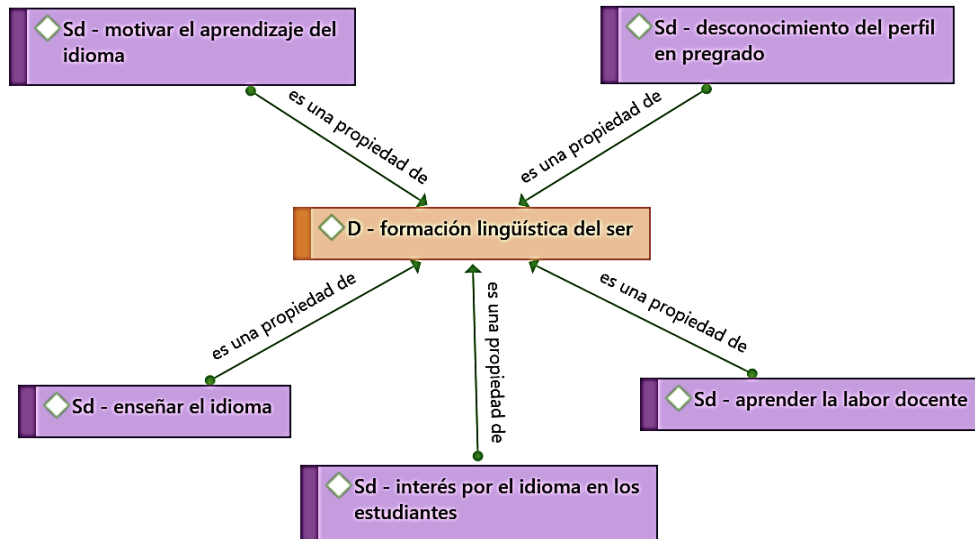 Sd - motivar el aprendizaje del
idioma
Sd - desconocimiento del perfil
en pregrado
es una propiedad de
es una propiedad de
D - formación lingüística del ser
es una propiedad de
es una propiedad de
es una propiedad de
Sd - enseñar el idioma
Sd - aprender la labor docente
Sd - interés por el idioma en los
estudiantes